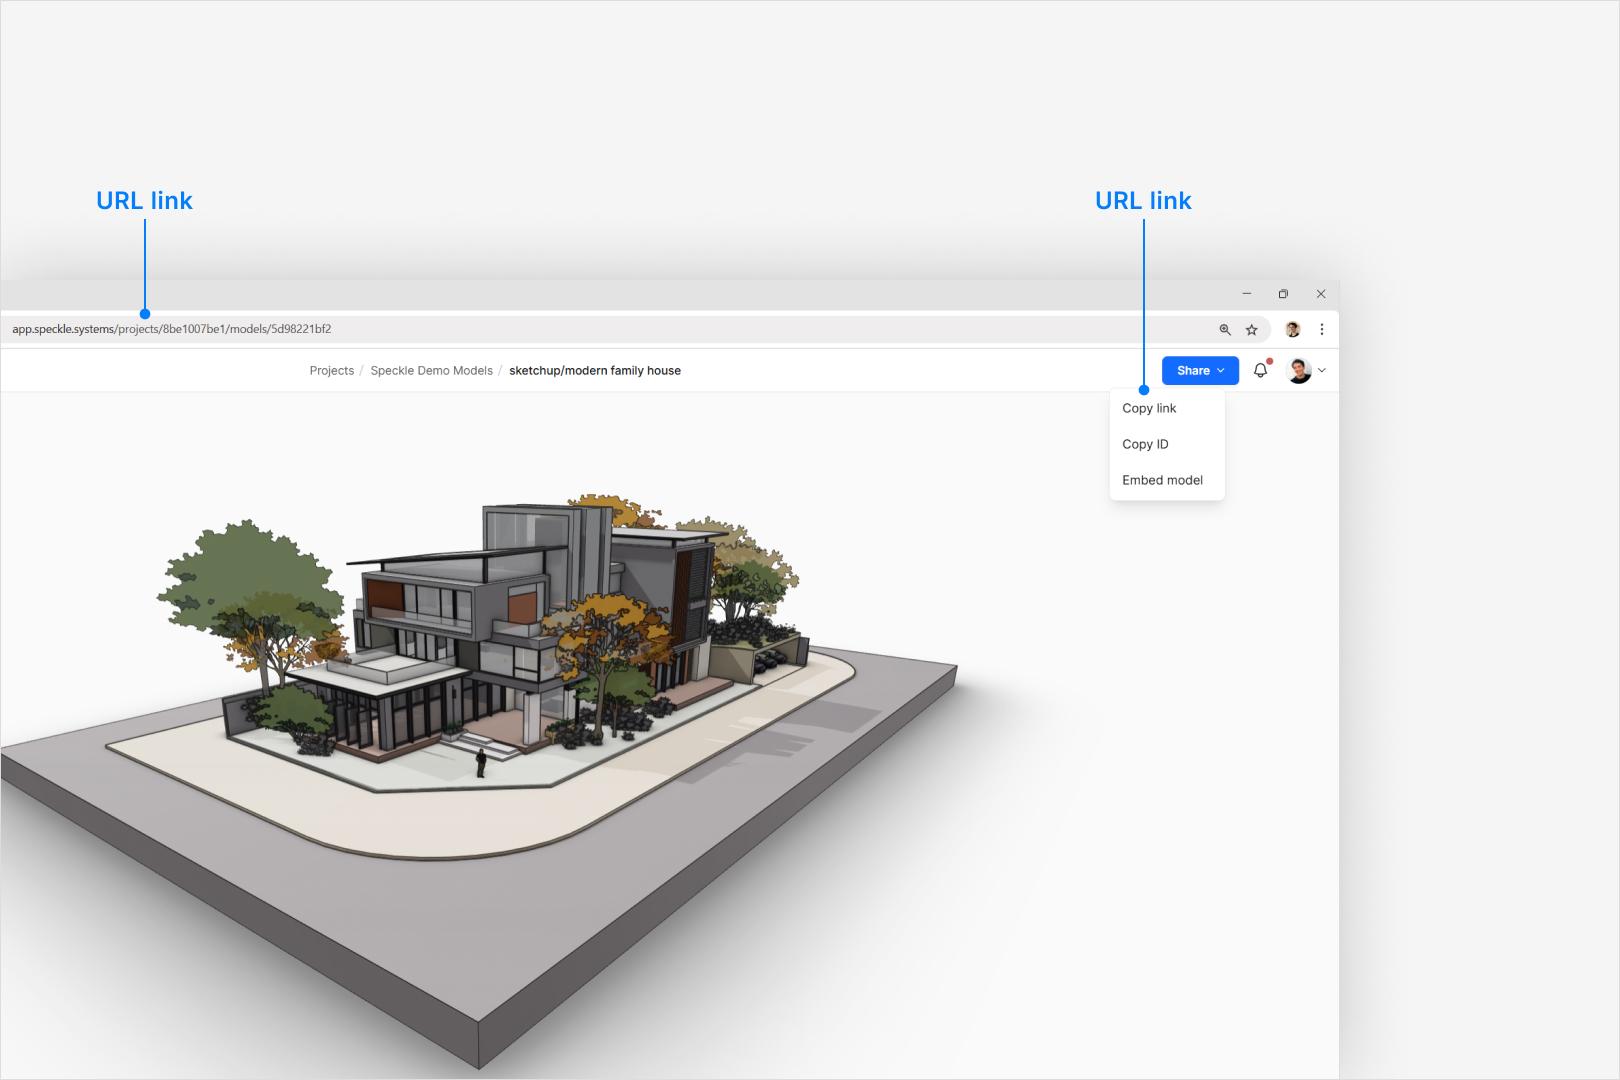 URL link
URL link
app.speckle.systems/projects/8be1007be1/models/5d98221bf2
Projects / Speckle Demo Models / sketchup/modern family house
Share
Copy link
Copy ID
Embed model